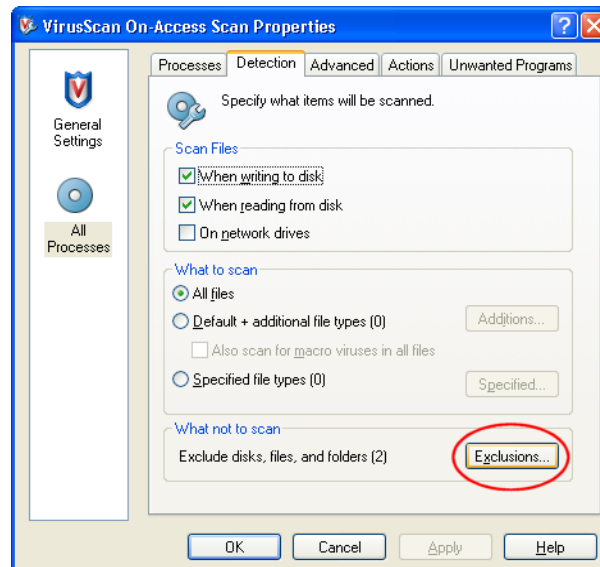 VirusScan On-Access Scan Properties
General
Settings
All
Processes
Processes Detection Advanced Actions Unwanted Programs
Specify what items will be scanned.
Scan Files
When writing to disk
When reading from disk
On network drives
What to scan
All files
Default + additional file types (0)
Additions...
Also scan for macro viruses in all files
Specified file types (0)
Specified...
What not to scan
Exclude disks, files, and folders (2)
Exclusions...
OK Cancel Apply Help